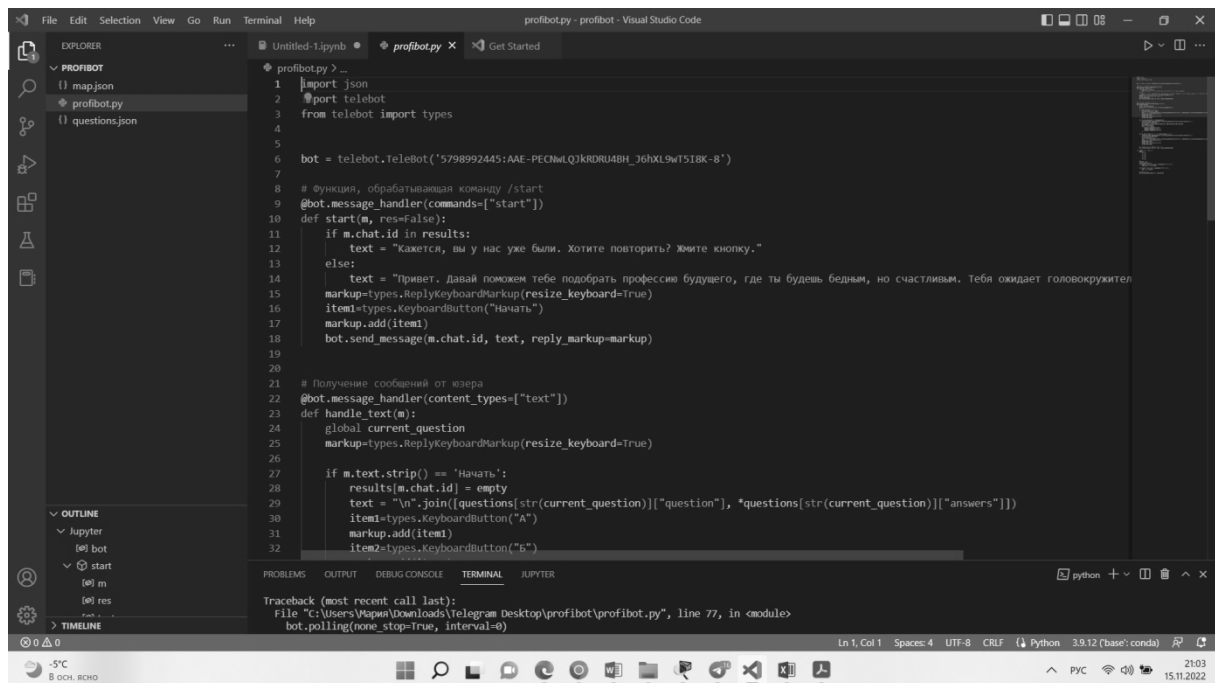 File Edit Selection View Go Run Terminal Help profibot.py - profibot - Visual Studio Code
EXPLORER
PROFIBOT
map.json
profibot.py
questions.json
OUTLINE
Jupyter
bot
start
m
res
TIMELINE
Untitled-1.ipynb profibot.py Get Started
profibot.py > ...
1 import json
2 port telebot
3 from telebot import types
4
5
6 bot = telebot.TeleBot('5798992445:AAE-PECNwLQJkRDRU4BH_J6hXL9wT5I8K-8')
7
8 # Функция, обрабатывающая команду /start
9 @bot.message_handler(commands=["start"])
10 def start(m, res=False):
11 if m.chat.id in results:
12 text = "Кажется, вы у нас уже были. Хотите повторить? Жмите кнопку."
13 else:
14 text = "Привет. Давай поможем тебе подобрать профессию будущего, где ты будешь бедным, но счастливым. Тебя ожидает головокружител
15 markup=types.ReplyKeyboardMarkup(resize_keyboard=True)
16 item1=types.KeyboardButton("Начать")
17 markup.add(item1)
18 bot.send_message(m.chat.id, text, reply_markup=markup)
19
20
21 # Получение сообщений от юзера
22 @bot.message_handler(content_types=["text"])
23 def handle_text(m):
24 global current_question
25 markup=types.ReplyKeyboardMarkup(resize_keyboard=True)
26
27 if m.text.strip() == 'Начать':
28 results[m.chat.id] = empty
29 text = "\n".join([questions[str(current_question)]["question"], *questions[str(current_question)]["answers"]])
30 item1=types.KeyboardButton("А")
31 markup.add(item1)
32 item2=types.KeyboardButton("Б")
PROBLEMS OUTPUT DEBUG CONSOLE TERMINAL JUPYTER
python
Traceback (most recent call last):
File "C:\Users\Мария\Downloads\Telegram Desktop\profibot\profibot.py", line 77, in <module>
bot.polling(none_stop=True, interval=0)
0 0 Ln 1, Col 1 Spaces: 4 UTF-8 CRLF Python 3.9.12 ('base': conda)
-5°C
В осн. ясно
РУС
21:03
15.11.2022